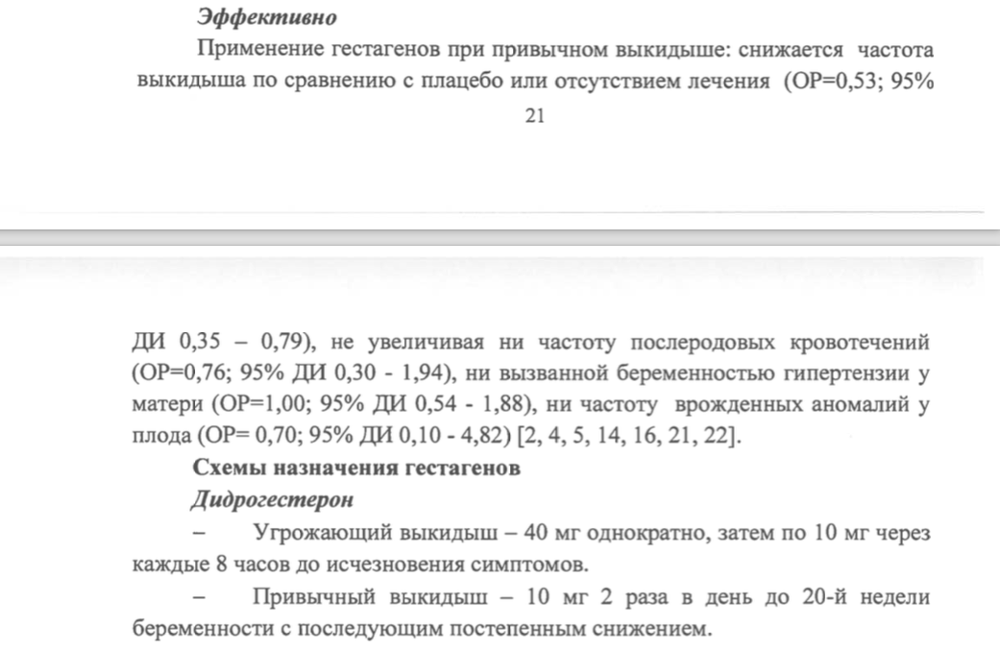 Эффективно
Применение гестагенов при привычном выкидыше: снижается частота
выкидыша по сравнению с плацебо или отсутствием лечения (ОР=0,53; 95%
21
ДИ 0,35 – 0,79), не увеличивая ни частоту послеродовых кровотечений
(ОР=0,76; 95% ДИ 0,30 - 1,94), ни вызванной беременностью гипертензии у
матери (ОР=1,00; 95% ДИ 0,54 - 1,88), ни частоту врожденных аномалий у
плода (ОР= 0,70; 95% ДИ 0,10 - 4,82) [2, 4, 5, 14, 16, 21, 22].
Схемы назначения гестагенов
Дидрогестерон
– Угрожающий выкидыш – 40 мг однократно, затем по 10 мг через
каждые 8 часов до исчезновения симптомов.
– Привычный выкидыш – 10 мг 2 раза в день до 20-й недели
беременности с последующим постепенным снижением.